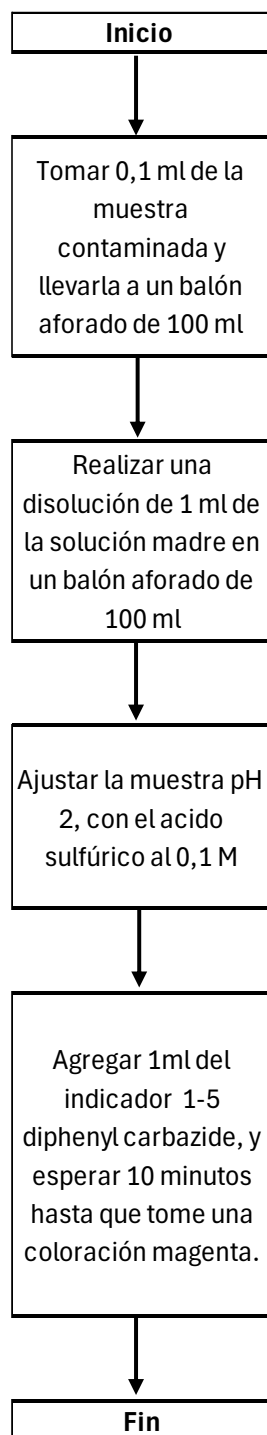 Inicio
Tomar 0,1 ml de la
muestra
contaminada y
llevarla a un balón
aforado de 100 ml
Realizar una
disolución de 1 ml de
la solución madre en
un balón aforado de
100 ml
Ajustar la muestra pH
2, con el acido
sulfúrico al 0,1 M
Agregar 1ml del
indicador 1-5
diphenyl carbazide, y
esperar 10 minutos
hasta que tome una
coloración magenta.
Fin